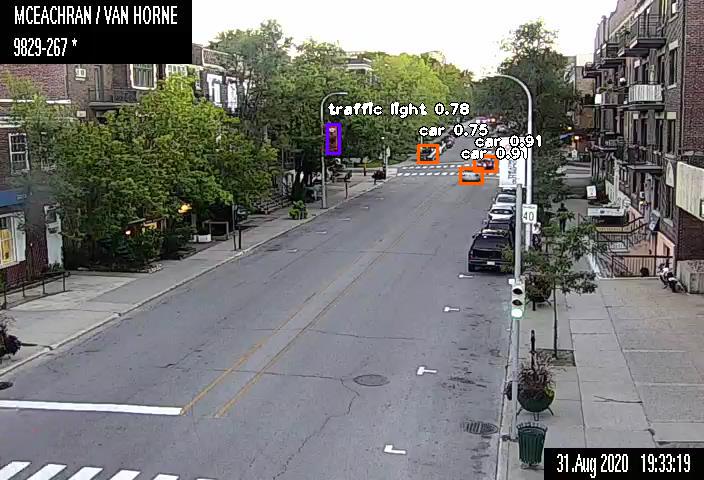 MCEACHRAN / VAN HORNE
9829-267 *
traffic light 0.78
car 0.75
car 0.91
car 0.91
40
31.Aug 2020 19:33:19